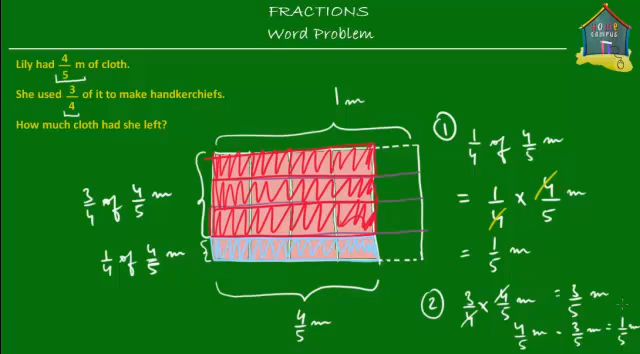 FRACTIONS
Word Problem
Home
campus
Lily had 4/5 m of cloth.
She used 3/4 of it to make handkerchiefs.
How much cloth had she left?
1 m
3/4 of 4/5 m
1/4 of 4/5 m
4/5 m
① 1/4 of 4/5 m
= 1/4 × 4/5 m
= 1/5 m
② 3/4 × 4/5 m = 3/5 m
4/5 m - 3/5 m = 1/5 m